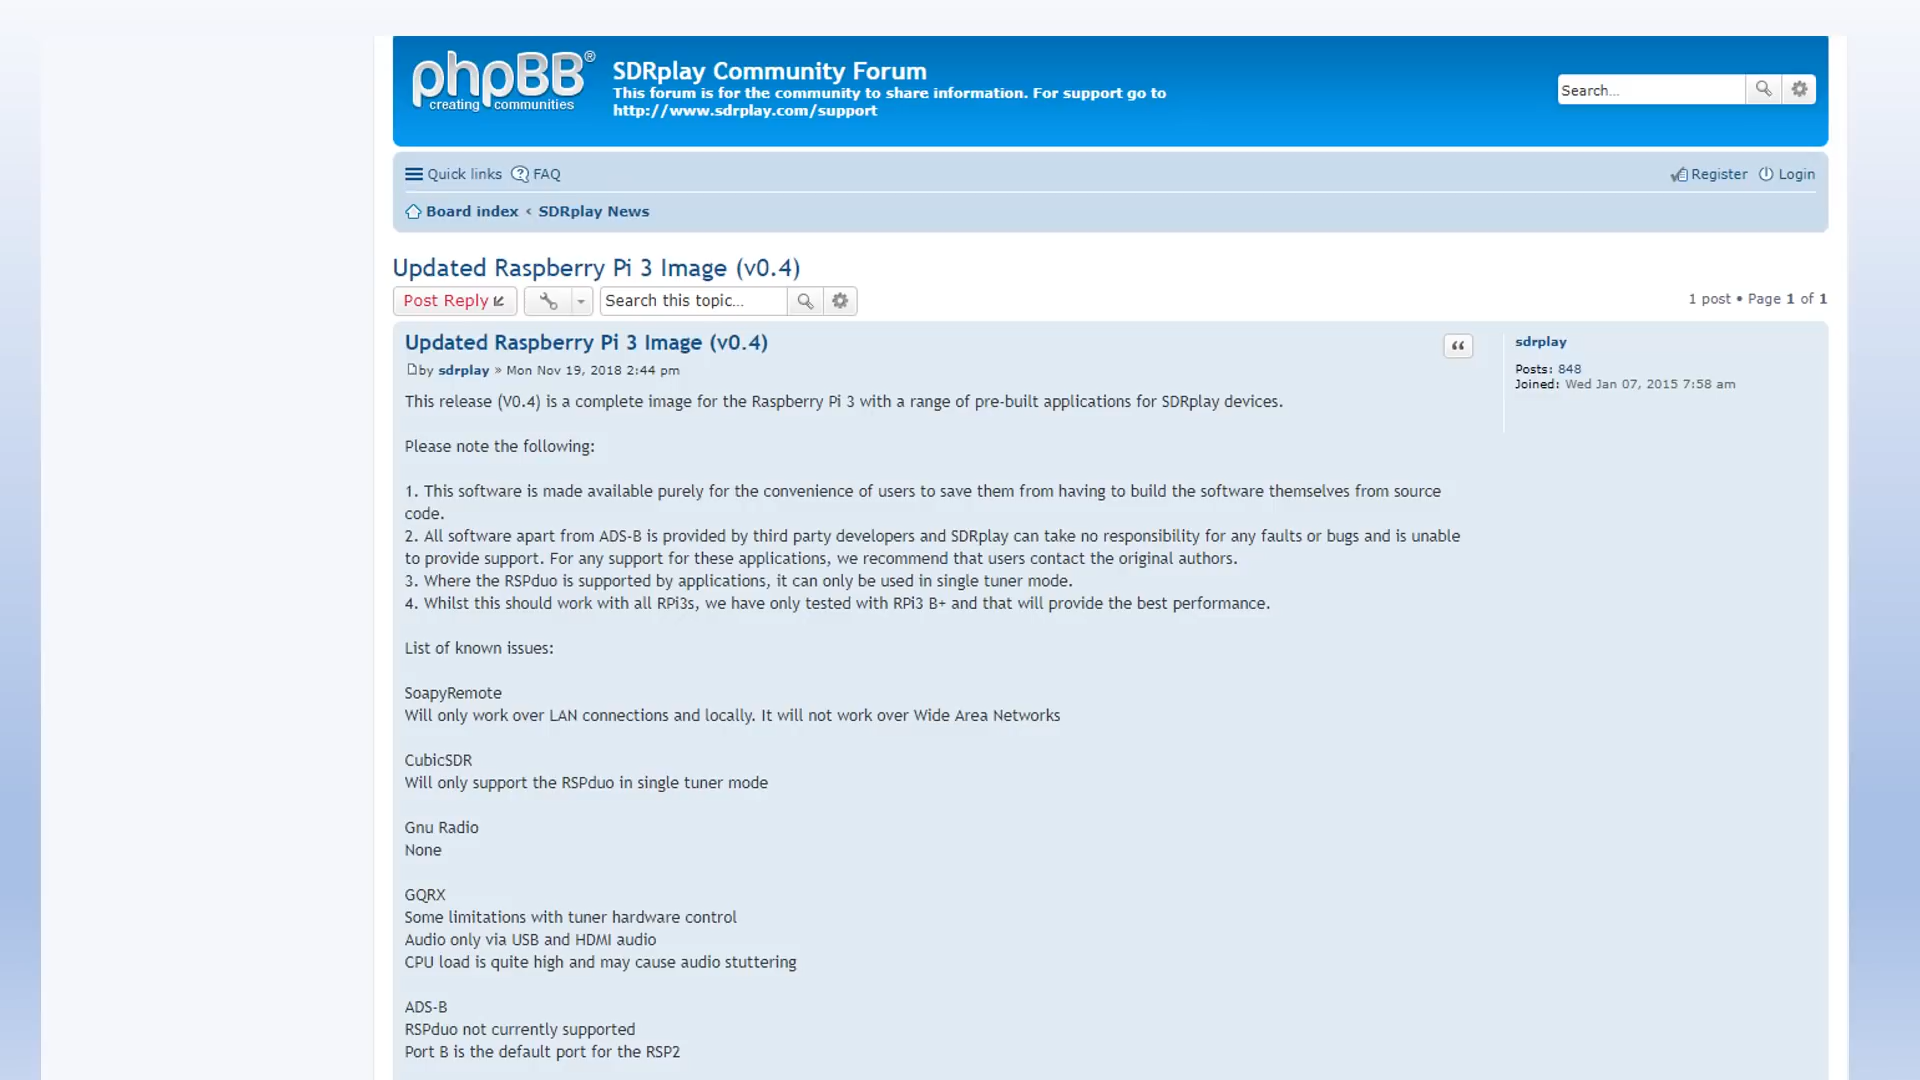 phpBB®
creating communities
SDRplay Community Forum
This forum is for the community to share information. For support go to
http://www.sdrplay.com/support
Search…
Quick links
FAQ
Register
Login
Board index ‹ SDRplay News
Updated Raspberry Pi 3 Image (v0.4)
Post Reply
Search this topic…
1 post • Page 1 of 1
Updated Raspberry Pi 3 Image (v0.4)
by sdrplay » Mon Nov 19, 2018 2:44 pm
sdrplay
Posts: 848
Joined: Wed Jan 07, 2015 7:58 am
This release (V0.4) is a complete image for the Raspberry Pi 3 with a range of pre-built applications for SDRplay devices.
Please note the following:
1. This software is made available purely for the convenience of users to save them from having to build the software themselves from source
code.
2. All software apart from ADS-B is provided by third party developers and SDRplay can take no responsibility for any faults or bugs and is unable
to provide support. For any support for these applications, we recommend that users contact the original authors.
3. Where the RSPduo is supported by applications, it can only be used in single tuner mode.
4. Whilst this should work with all RPi3s, we have only tested with RPi3 B+ and that will provide the best performance.
List of known issues:
SoapyRemote
Will only work over LAN connections and locally. It will not work over Wide Area Networks
CubicSDR
Will only support the RSPduo in single tuner mode
Gnu Radio
None
GQRX
Some limitations with tuner hardware control
Audio only via USB and HDMI audio
CPU load is quite high and may cause audio stuttering
ADS-B
RSPduo not currently supported
Port B is the default port for the RSP2